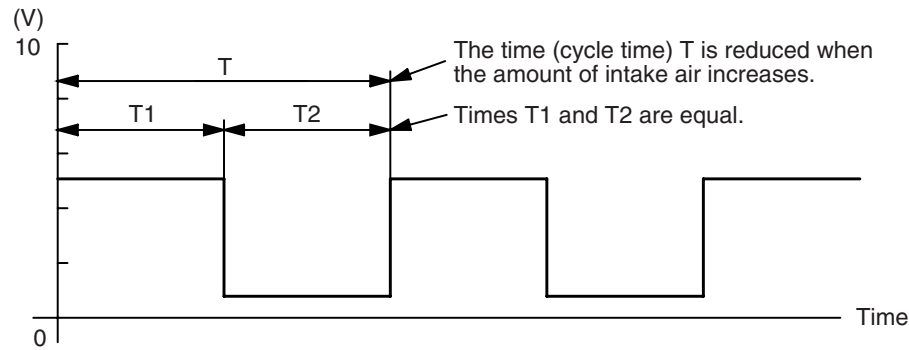 (V)
10
T
The time (cycle time) T is reduced when
the amount of intake air increases.
T1
T2
Times T1 and T2 are equal.
Time
0